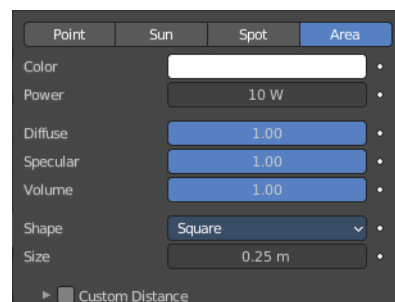 Point Sun Spot Area
Color
Power 10 W
Diffuse 1.00
Specular 1.00
Volume 1.00
Shape Square
Size 0.25 m
Custom Distance